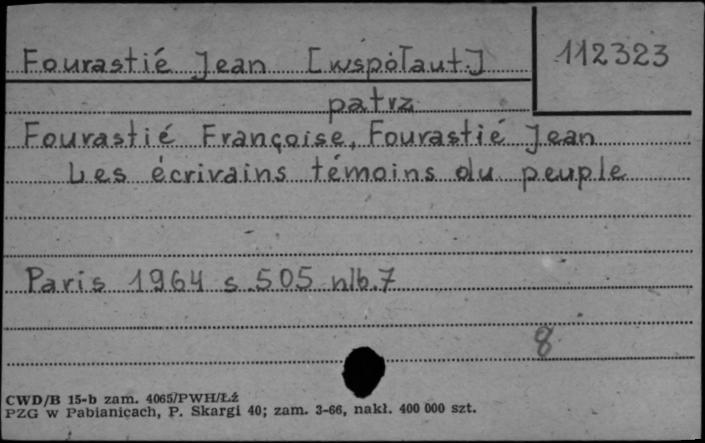 Fourastié Jean [współaut.]
112323
patrz
Fourastié Françoise, Fourastié Jean
Les écrivains témoins du peuple
Paris 1964 s. 505 nlb. 7
8
CWD/B 15-b zam. 4065/PWH/Łź
PZG w Pabianicach, P. Skargi 40; zam. 3-66, nakł. 400 000 szt.